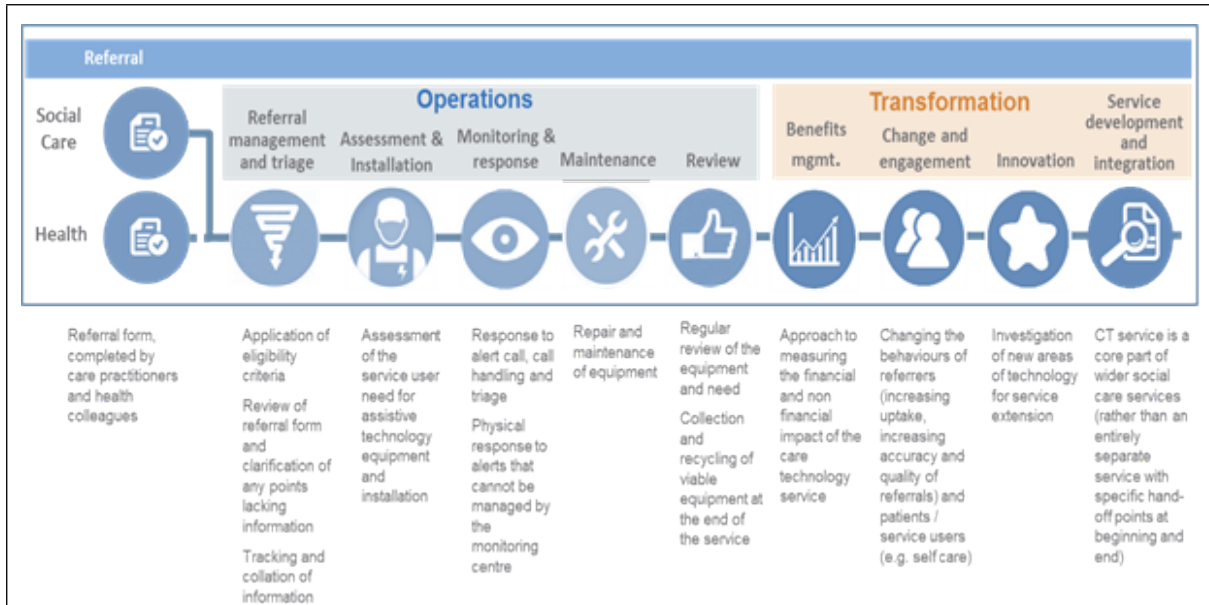 Referral
Social
Care
Health
Operations
Referral
management
and triage
Assessment &
Installation
Monitoring &
response
Maintenance
Review
Transformation
Benefits
mgmt.
Change and
engagement
Innovation
Service
development
and
integration
Referral form,
completed by
care practitioners
and health
colleagues
Application of
eligibility
criteria
Review of
referral form
and
clarification of
any points
lacking
information
Tracking and
collation of
information
Assessment
of the
service user
need for
assistive
technology
equipment
and
installation
Response to
alert call, call
handling and
triage
Physical
response to
alerts that
cannot be
managed by
the
monitoring
centre
Repair and
maintenance
of equipment
Regular
review of the
equipment
and need
Collection
and
recycling of
viable
equipment at
the end of
the service
Approach to
measuring
the financial
and non
financial
impact of the
care
technology
service
Changing the
behaviours of
referrers
(increasing
uptake,
increasing
accuracy and
quality of
referrals) and
patients /
service users
(e.g. self care)
Investigation
of new areas
of technology
for service
extension
CT service is a
core part of
wider social
care services
(rather than an
entirely
separate
service with
specific hand-
off points at
beginning and
end)